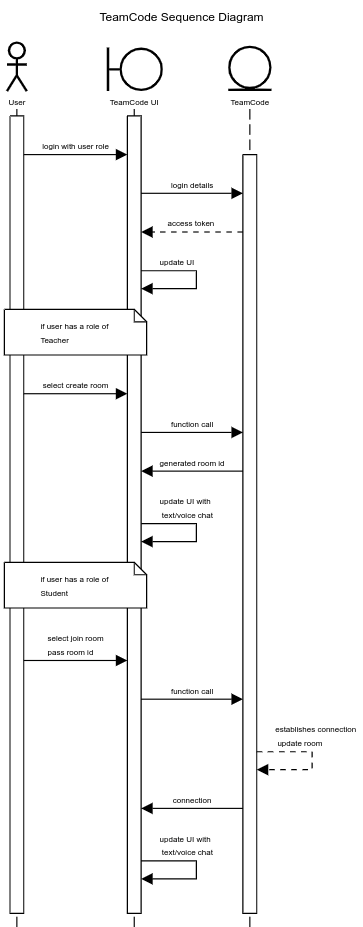 TeamCode Sequence Diagram
User
TeamCode UI
TeamCode
login with user role
login details
access token
update UI
if user has a role of
Teacher
select create room
function call
generated room id
update UI with
text/voice chat
if user has a role of
Student
select join room
pass room id
function call
establishes connection
update room
connection
update UI with
text/voice chat